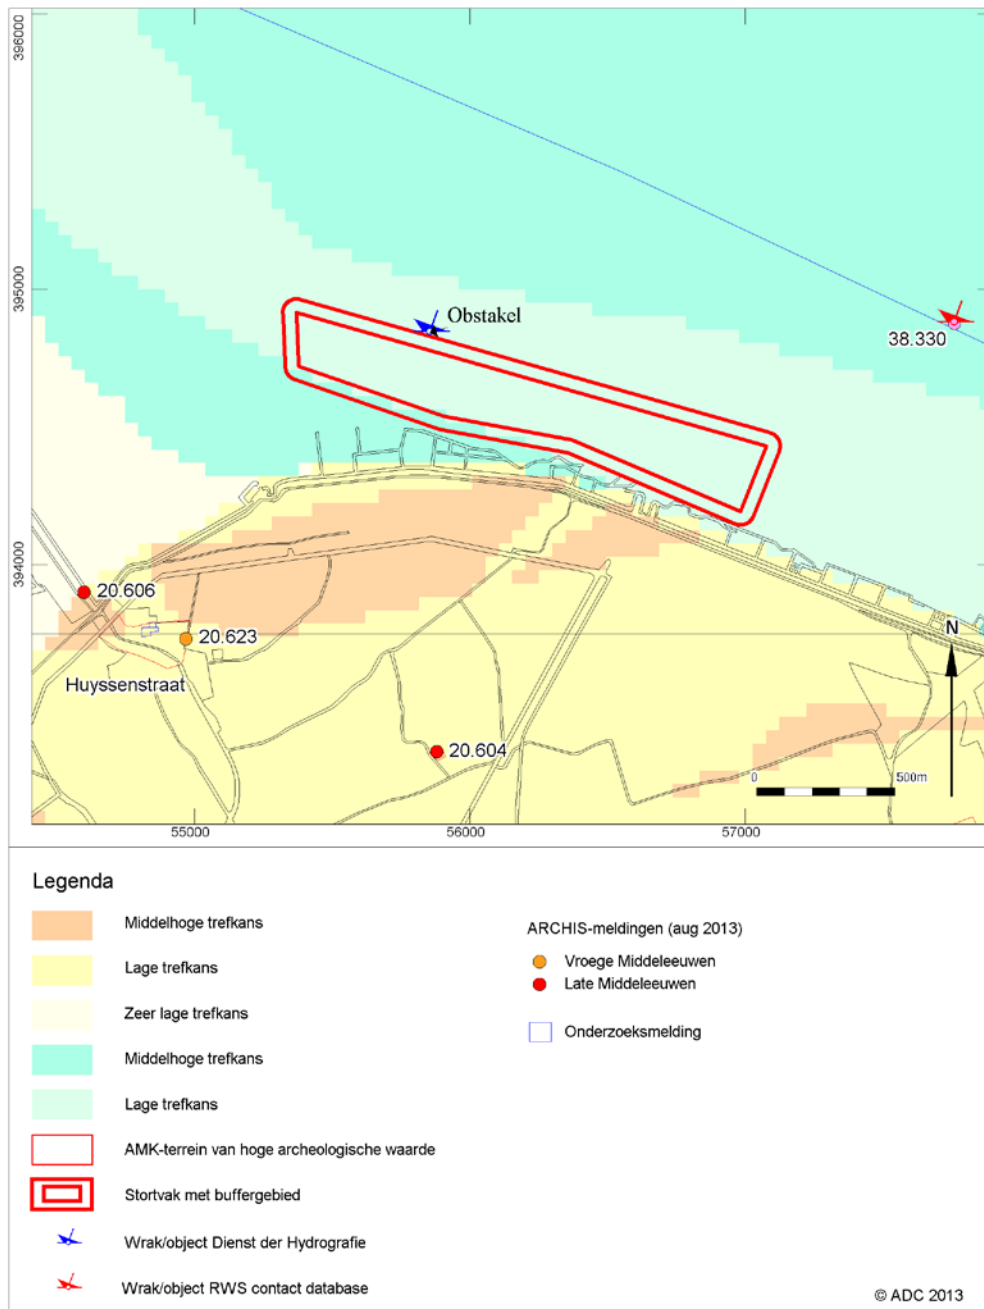 396000
395000
394000
Obstakel
38.330
20.606
20.623
Huyssenstraat
20.604
N
0 500m
55000 56000 57000
Legenda
Middelhoge trefkans
Lage trefkans
Zeer lage trefkans
Middelhoge trefkans
Lage trefkans
AMK-terrein van hoge archeologische waarde
Stortvak met buffergebied
Wrak/object Dienst der Hydrografie
Wrak/object RWS contact database
ARCHIS-meldingen (aug 2013)
Vroege Middeleeuwen
Late Middeleeuwen
Onderzoeksmelding
© ADC 2013